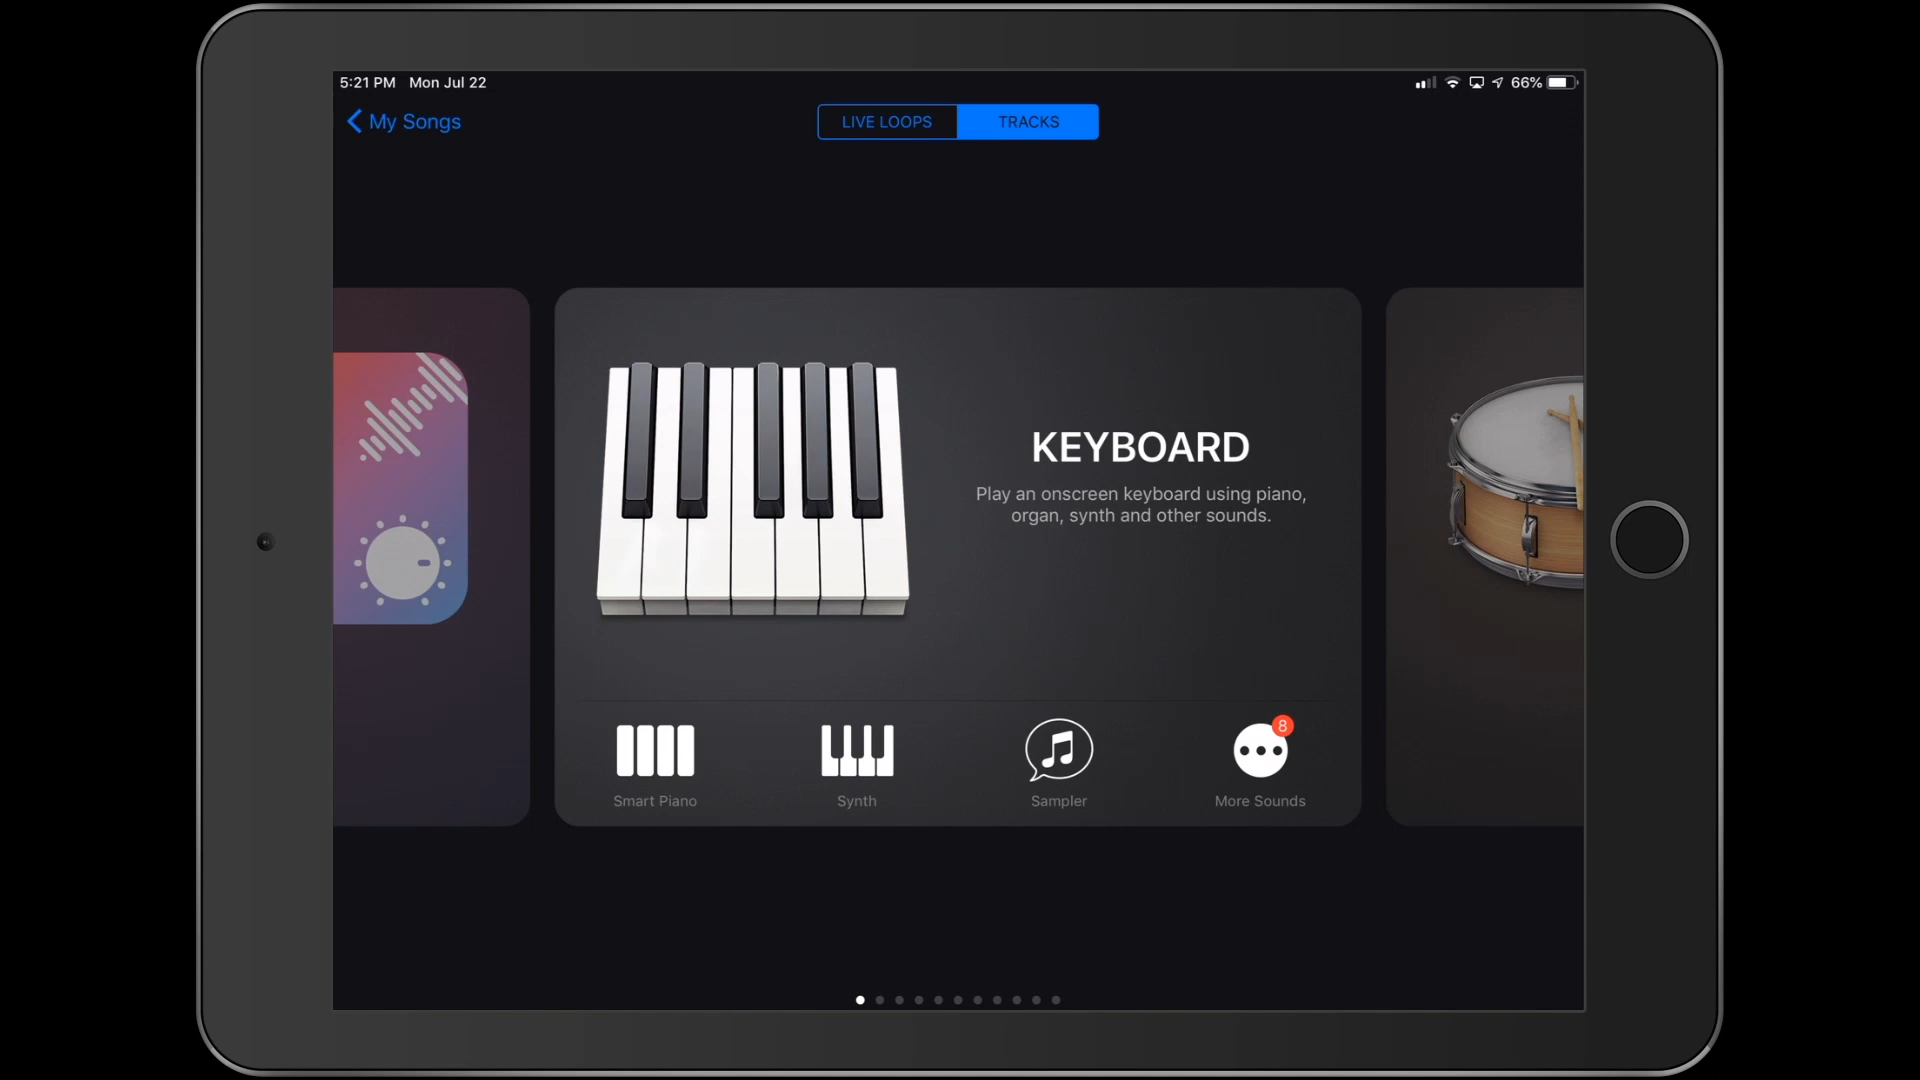 5:21 PM Mon Jul 22
66%
My Songs
LIVE LOOPS
TRACKS
KEYBOARD
Play an onscreen keyboard using piano,
organ, synth and other sounds.
8
Smart Piano
Synth
Sampler
More Sounds